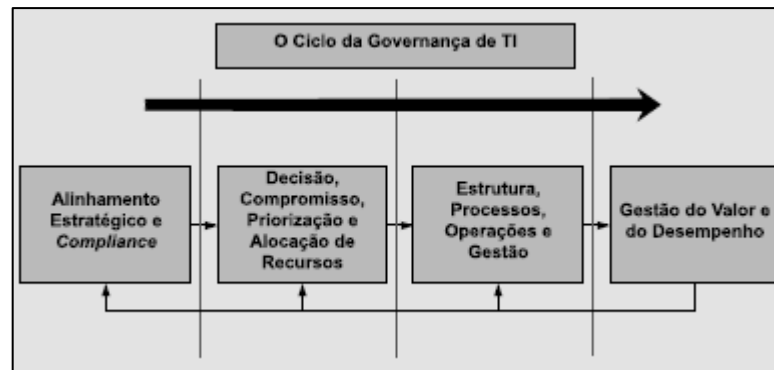 O Ciclo da Governança de TI
Alinhamento
Estratégico e
Compliance
Decisão,
Compromisso,
Priorização e
Alocação de
Recursos
Estrutura,
Processos,
Operações e
Gestão
Gestão do Valor e
do Desempenho